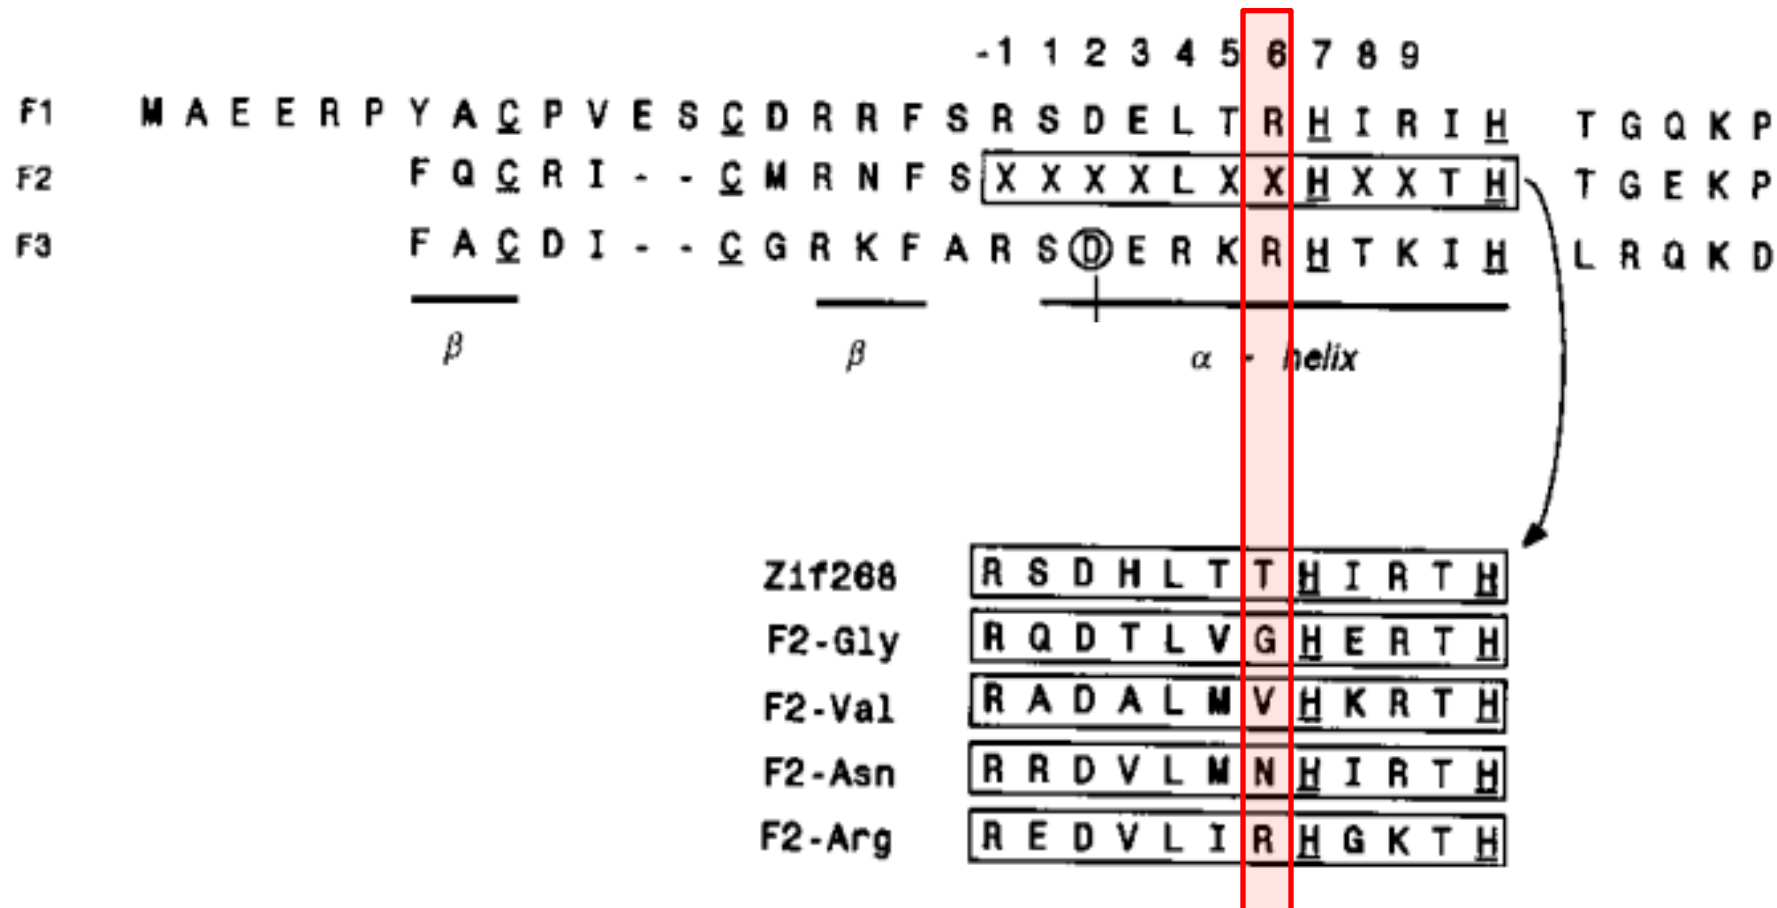 -1 1 2 3 4 5 6 7 8 9
F1 M A E E R P Y A C P V E S C D R R F S R S D E L T R H I R I H T G Q K P
F2 F Q C R I - - C M R N F S X X X X L X X H X X T H T G E K P
F3 F A C D I - - C G R K F A R S D E R K R H T K I H L R Q K D
β β α - helix
Zif268 R S D H L T T H I R T H
F2-Gly R Q D T L V G H E R T H
F2-Val R A D A L M V H K R T H
F2-Asn R R D V L M N H I R T H
F2-Arg R E D V L I R H G K T H